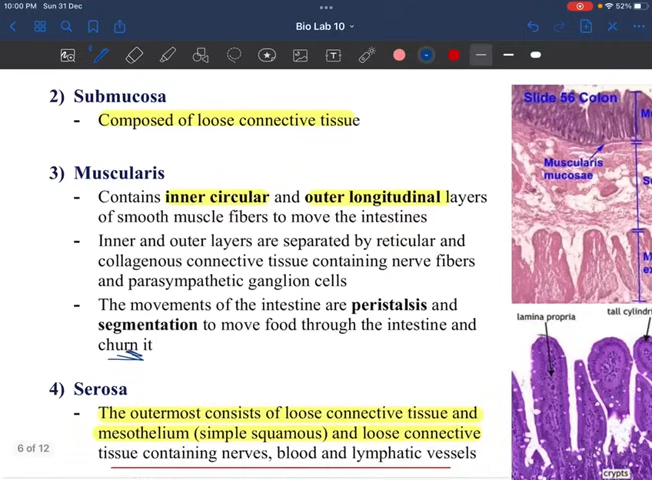 10:00 PM Sun 31 Dec
52%
Bio Lab 10
2) Submucosa
- Composed of loose connective tissue
3) Muscularis
- Contains inner circular and outer longitudinal layers
of smooth muscle fibers to move the intestines
- Inner and outer layers are separated by reticular and
collagenous connective tissue containing nerve fibers
and parasympathetic ganglion cells
- The movements of the intestine are peristalsis and
segmentation to move food through the intestine and
churn it
4) Serosa
- The outermost consists of loose connective tissue and
mesothelium (simple squamous) and loose connective
tissue containing nerves, blood and lymphatic vessels
6 of 12
Slide 56 Colon
Muscularis
mucosae
lamina propria
tall cylindri
crypts